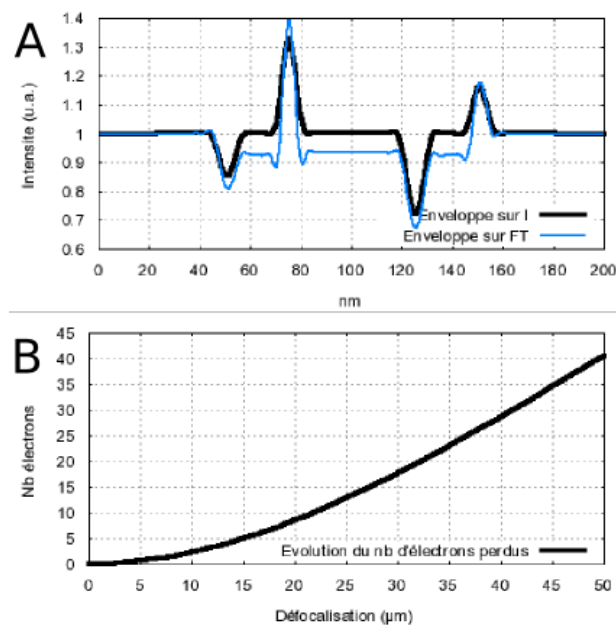 A
1.4
1.3
1.2
1.1
1
0.9
0.8
0.7
0.6
Intensite (u.a.)
Enveloppe sur I
Enveloppe sur FT
0 20 40 60 80 100 120 140 160 180 200
nm
B
45
40
35
30
25
20
15
10
5
0
Nb électrons
Evolution du nb d'électrons perdus
0 5 10 15 20 25 30 35 40 45 50
Défocalisation (µm)